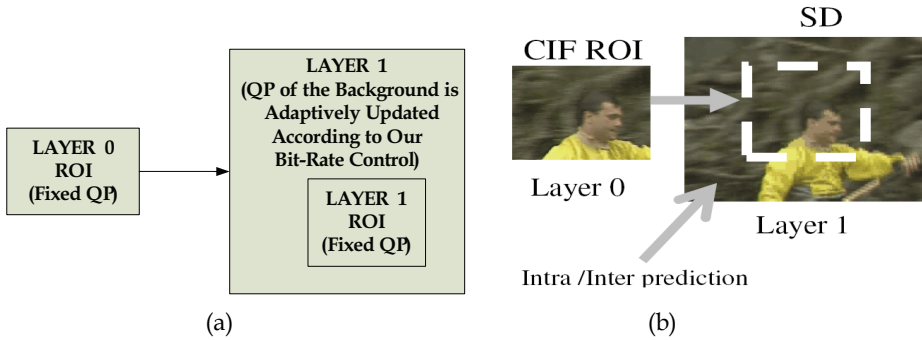 LAYER 0
ROI
(Fixed QP)
LAYER 1
(QP of the Background is
Adaptively Updated
According to Our
Bit-Rate Control)
LAYER 1
ROI
(Fixed QP)
(a)
SD
CIF ROI
Layer 0
Layer 1
Intra /Inter prediction
(b)